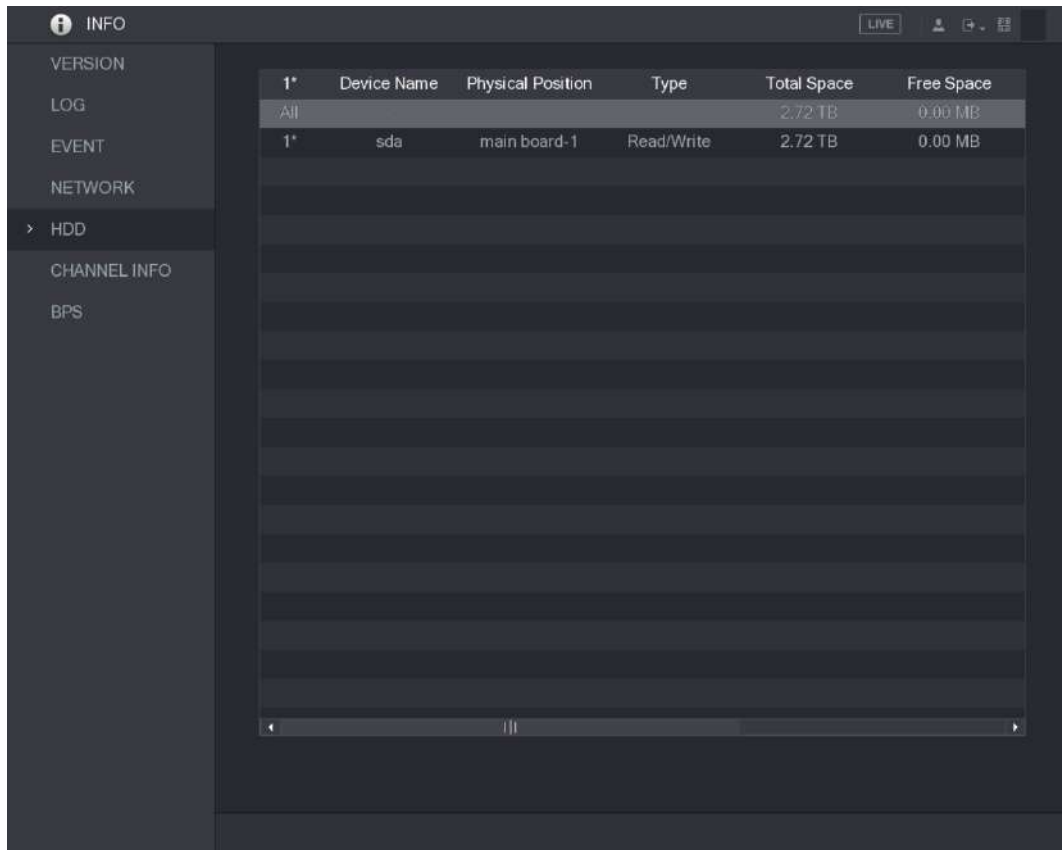 INFO LIVE
VERSION
LOG
EVENT
NETWORK
HDD
CHANNEL INFO
BPS
1* Device Name Physical Position Type Total Space Free Space
All 2.72 TB 0.00 MB
1* sda main board-1 Read/Write 2.72 TB 0.00 MB